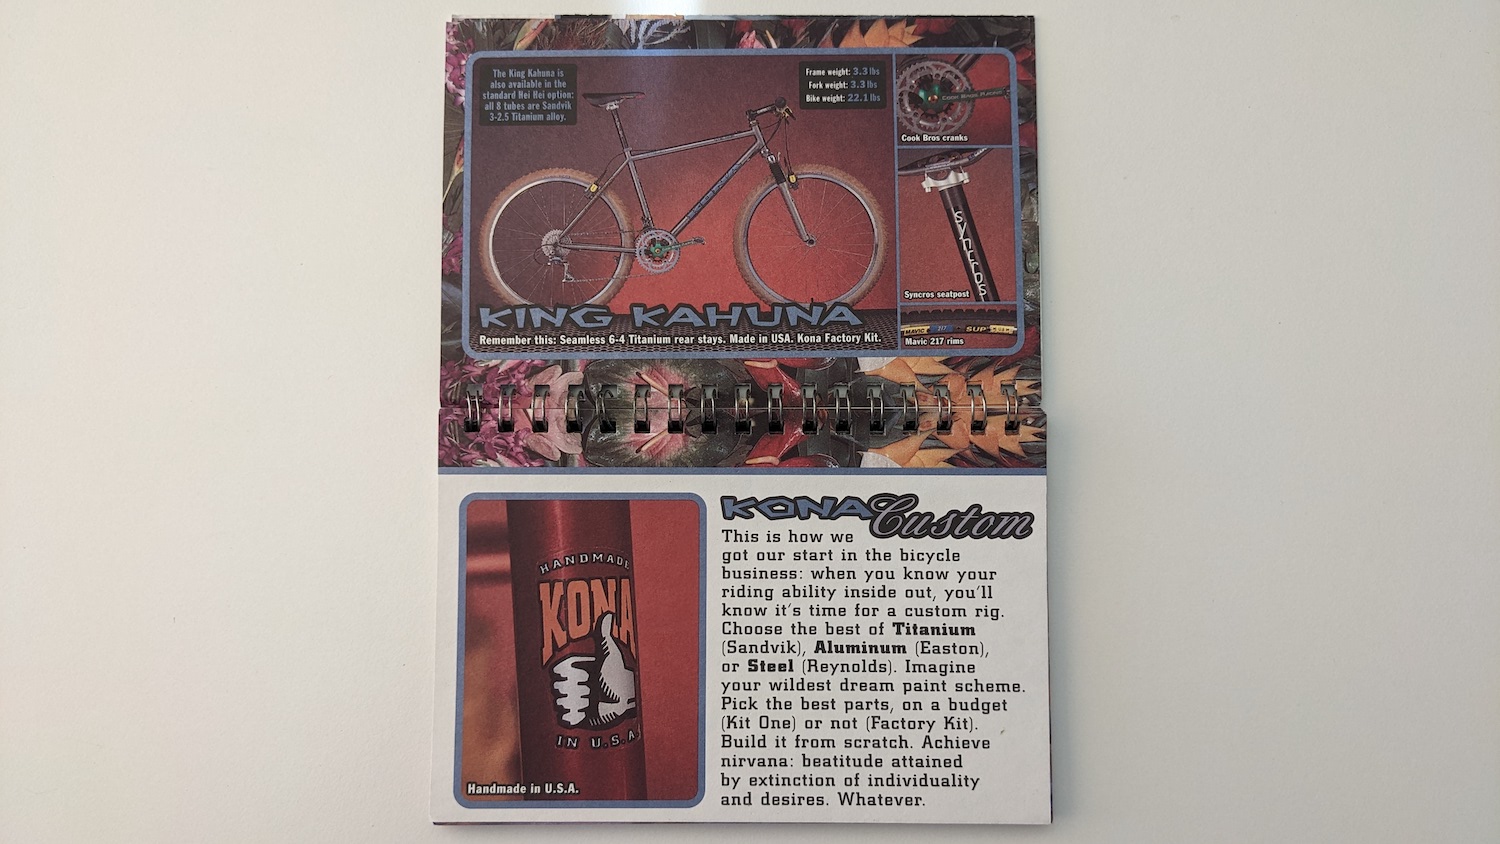 The King Kahuna is
also available in the
standard Hei Hei option:
all 8 tubes are Sandvik
3-2.5 Titanium alloy.
Frame weight: 3.3 lbs
Fork weight: 3.3 lbs
Bike weight: 22.1 lbs
COOK BROS. RACING
Cook Bros cranks
syncros
Syncros seatpost
MAVIC 217 SUP
Mavic 217 rims
KING KAHUNA
Remember this: Seamless 6-4 Titanium rear stays. Made in USA. Kona Factory Kit.
HANDMADE
KONA
IN U.S.A
Handmade in U.S.A.
KONA Custom
This is how we
got our start in the bicycle
business: when you know your
riding ability inside out, you'll
know it's time for a custom rig.
Choose the best of Titanium
(Sandvik), Aluminum (Easton),
or Steel (Reynolds). Imagine
your wildest dream paint scheme.
Pick the best parts, on a budget
(Kit One) or not (Factory Kit).
Build it from scratch. Achieve
nirvana: beatitude attained
by extinction of individuality
and desires. Whatever.